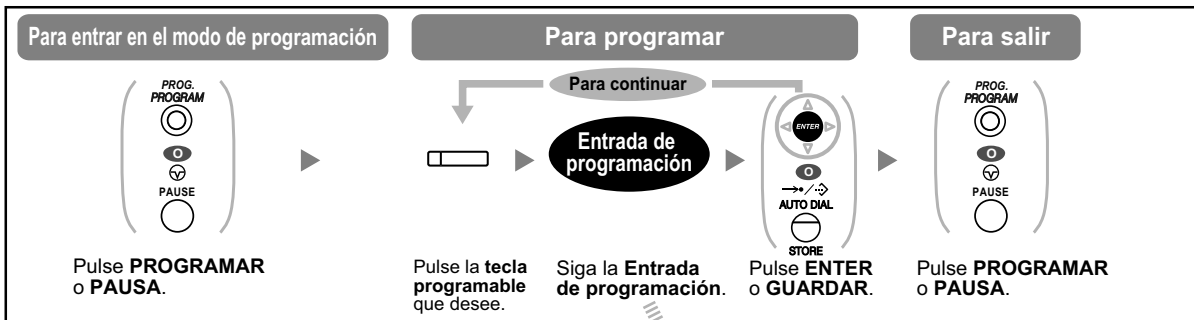 Para entrar en el modo de programación
Para programar
Para salir
Para continuar
PROG.
PROGRAM
O
PAUSE
Entrada de
programación
ENTER
O
AUTO DIAL
STORE
PROG.
PROGRAM
O
PAUSE
Pulse PROGRAMAR
o PAUSA.
Pulse la tecla
programable
que desee.
Siga la Entrada
de programación.
Pulse ENTER
o GUARDAR.
Pulse PROGRAMAR
o PAUSA.